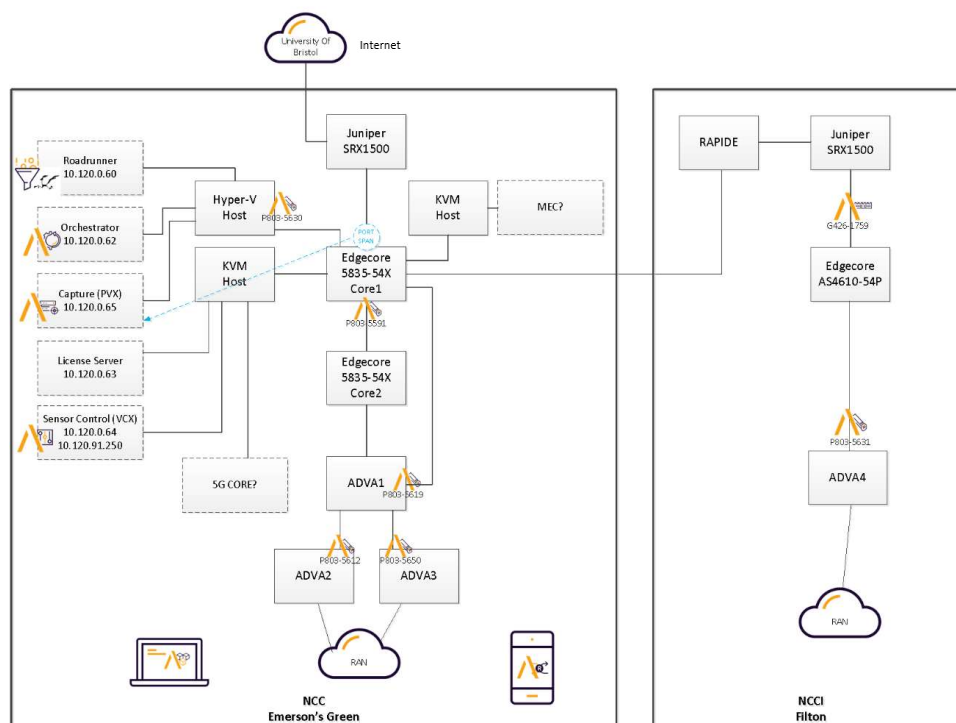 University Of
Bristol
Internet
Juniper
SRX1500
RAPIDE
Juniper
SRX1500
Roadrunner
10.120.0.60
Hyper-V
Host
P803-5630
KVM
Host
MEC?
G426-1759
Orchestrator
10.120.0.62
PORT
SPAN
KVM
Host
Edgecore
5835-54X
Core1
Edgecore
AS4610-54P
Capture (PVX)
10.120.0.65
P803-5591
License Server
10.120.0.63
Edgecore
5835-54X
Core2
Sensor Control (VCX)
10.120.0.64
10.120.91.250
P803-5631
5G CORE?
ADVA1
P803-5619
ADVA4
P803-5612
P803-5650
ADVA2
ADVA3
RAN
RAN
NCC
Emerson's Green
NCCI
Filton